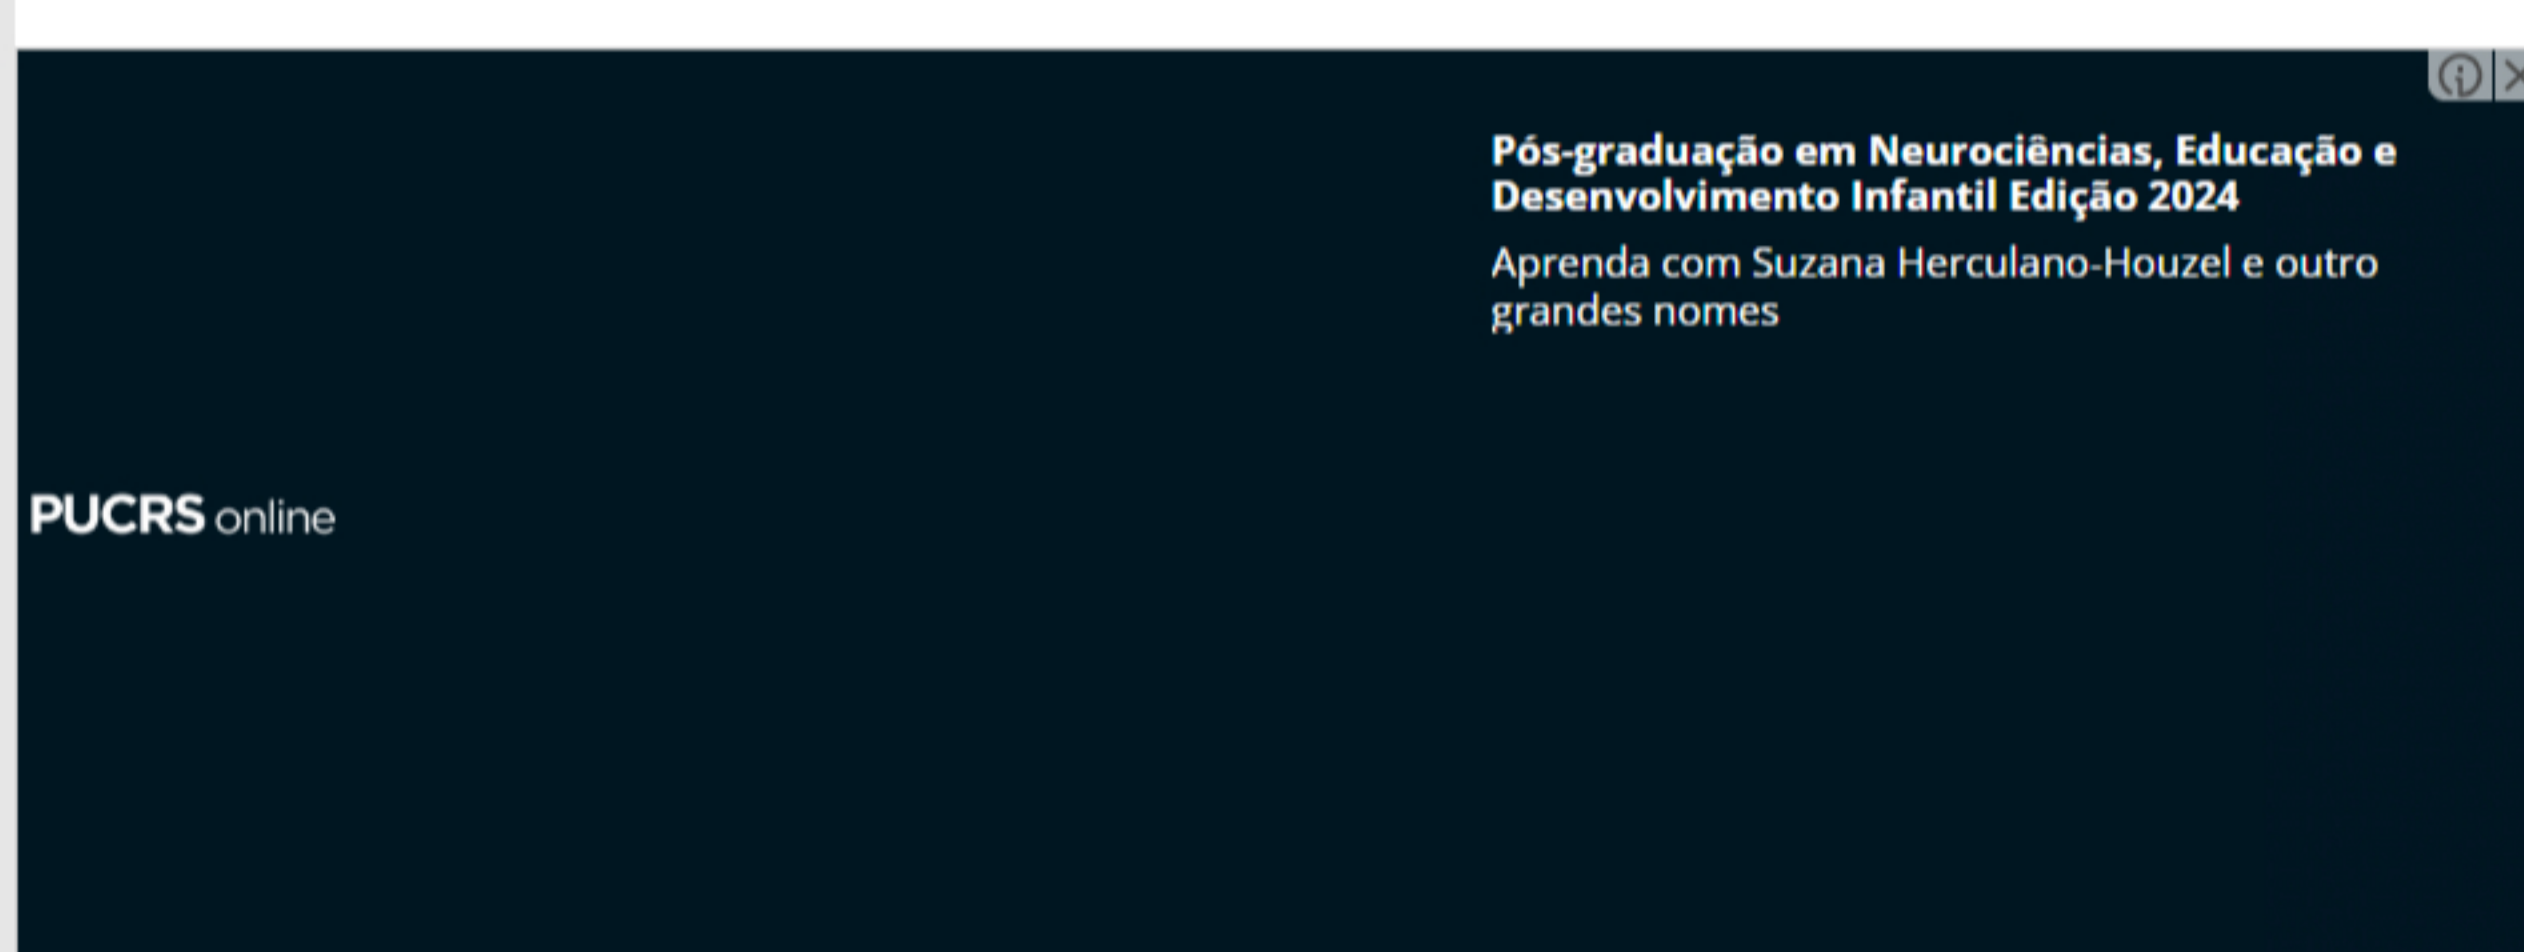 Pós-graduação em Neurociências, Educação e
Desenvolvimento Infantil Edição 2024
Aprenda com Suzana Herculano-Houzel e outro
grandes nomes
PUCRS online